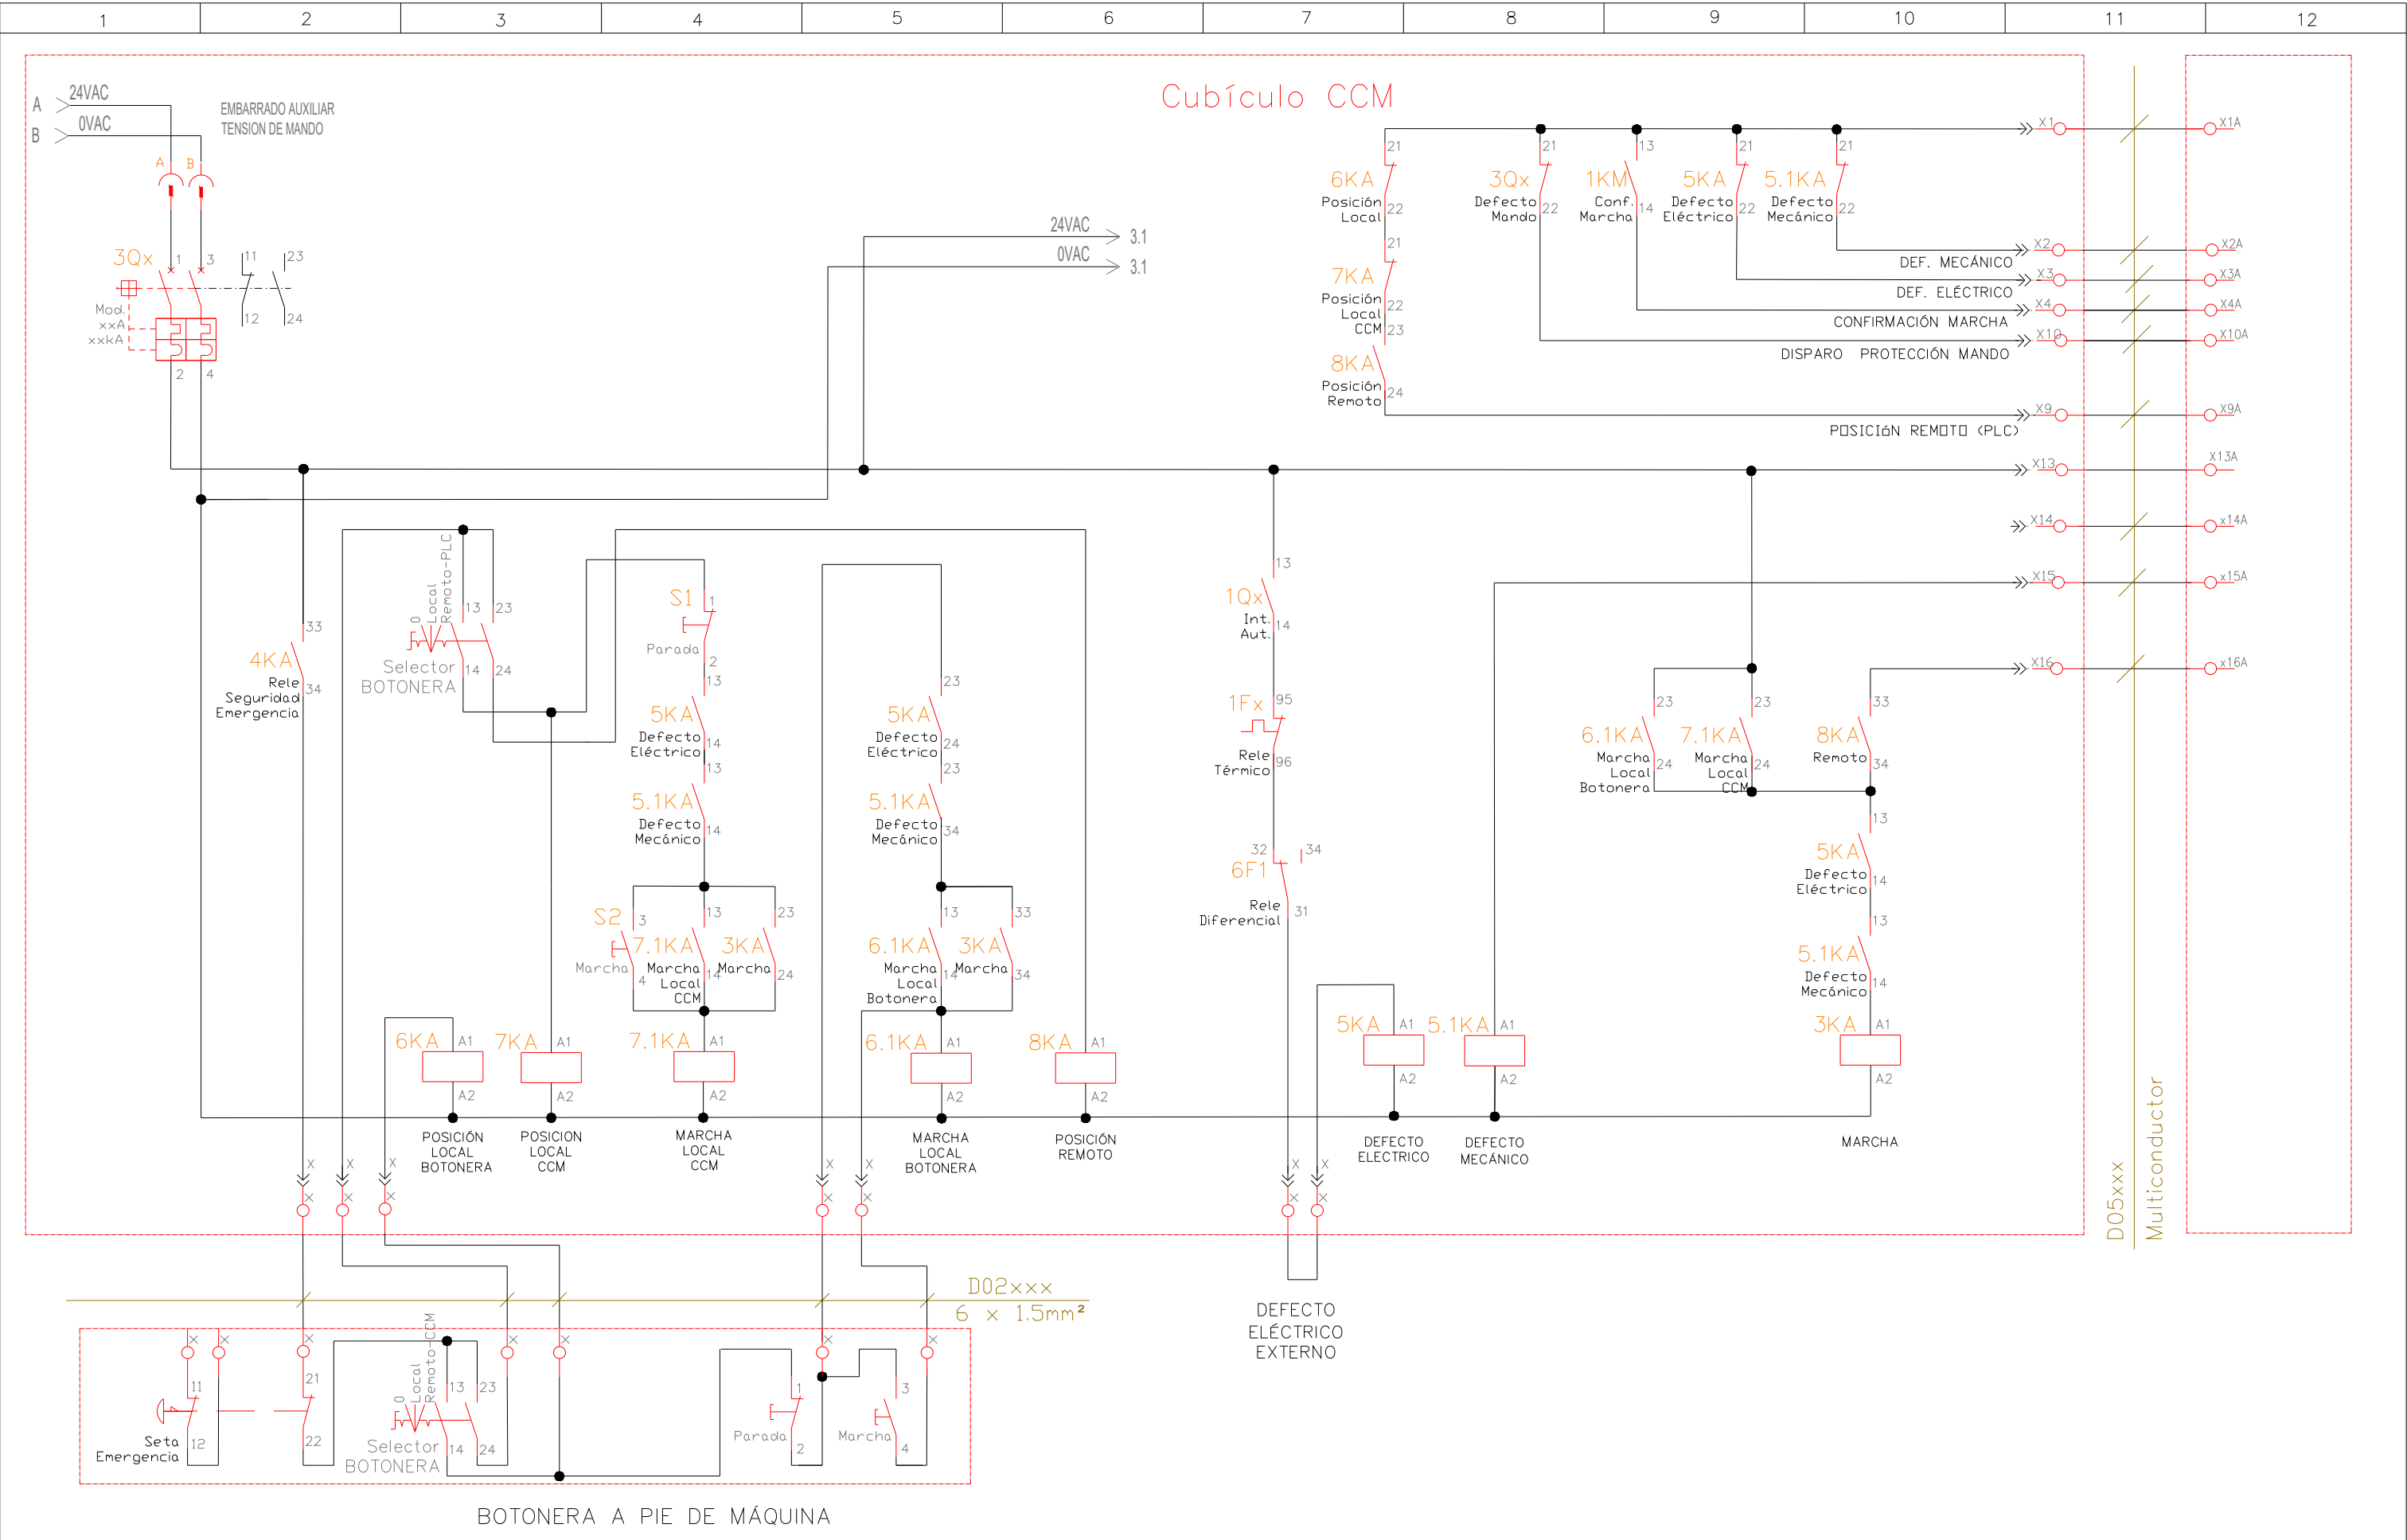 1 2 3 4 5 6 7 8 9 10 11 12
Cubículo CCM
A 24VAC
B 0VAC
EMBARRADO AUXILIAR
TENSION DE MANDO
A B
3Qx 1 3 11 23
Mod.
xxA
xxkA
12 24
2 4
24VAC 3.1
0VAC 3.1
21
6KA
Posición
Local
22
21
7KA
Posición
Local
CCM
22
23
8KA
Posición
Remoto
24
21
3Qx
Defecto
Mando
22
13
1KM
Conf.
Marcha
14
21
5KA
Defecto
Eléctrico
22
21
5.1KA
Defecto
Mecánico
22
X1 X1A
X2 X2A
DEF. MECÁNICO
X3 X3A
DEF. ELÉCTRICO
X4 X4A
CONFIRMACIÓN MARCHA
X10 X10A
DISPARO PROTECCIÓN MANDO
X9 X9A
POSICIóN REMOTO (PLC)
X13 X13A
X14 x14A
X15 x15A
X16 x16A
33
4KA
Rele
Seguridad
Emergencia
34
0
Local
Remoto-PLC
13 23
Selector
BOTONERA
14 24
S1
1
Parada
2
13
5KA
Defecto
Eléctrico
14
13
5.1KA
Defecto
Mecánico
14
S2
3
Marcha
4
13
7.1KA
Marcha
Local
CCM
14
23
3KA
Marcha
24
23
5KA
Defecto
Eléctrico
24
23
5.1KA
Defecto
Mecánico
34
13
6.1KA
Marcha
Local
Botonera
14
33
3KA
Marcha
34
13
1Qx
Int.
Aut.
14
1Fx
95
Rele
Térmico
96
32 34
6F1
Rele
Diferencial
31
23
6.1KA
Marcha
Local
Botonera
24
23
7.1KA
Marcha
Local
CCM
24
33
8KA
Remoto
34
13
5KA
Defecto
Eléctrico
14
13
5.1KA
Defecto
Mecánico
14
6KA A1
A2
POSICIÓN
LOCAL
BOTONERA
7KA A1
A2
POSICION
LOCAL
CCM
7.1KA A1
A2
MARCHA
LOCAL
CCM
6.1KA A1
A2
MARCHA
LOCAL
BOTONERA
8KA A1
A2
POSICIÓN
REMOTO
5KA A1
A2
DEFECTO
ELECTRICO
5.1KA A1
A2
DEFECTO
MECÁNICO
3KA A1
A2
MARCHA
X X X X X X X
X X X X X X X
D05xxx
Multiconductor
D02xxx
6 x 1.5mm²
DEFECTO
ELÉCTRICO
EXTERNO
X X X X X
11
Seta
Emergencia
12
21
22
0
Local
Remoto-CCM
13 23
Selector
BOTONERA
14 24
1
Parada
2
3
Marcha
4
BOTONERA A PIE DE MÁQUINA